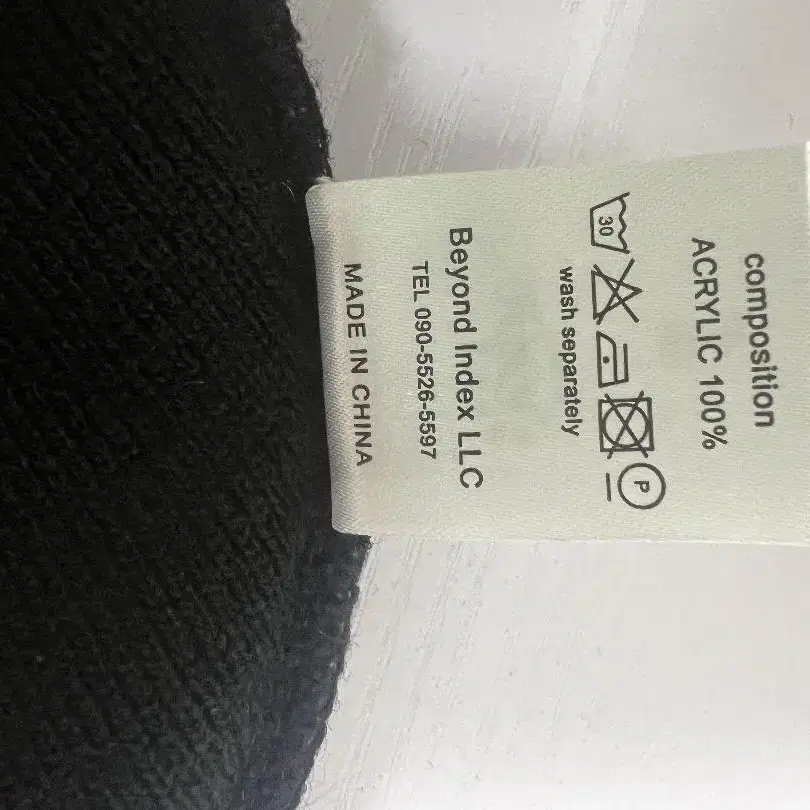 composition
ACRYLIC 100%
30
P
wash separately
Beyond Index LLC
TEL 090-5526-5597
MADE IN CHINA